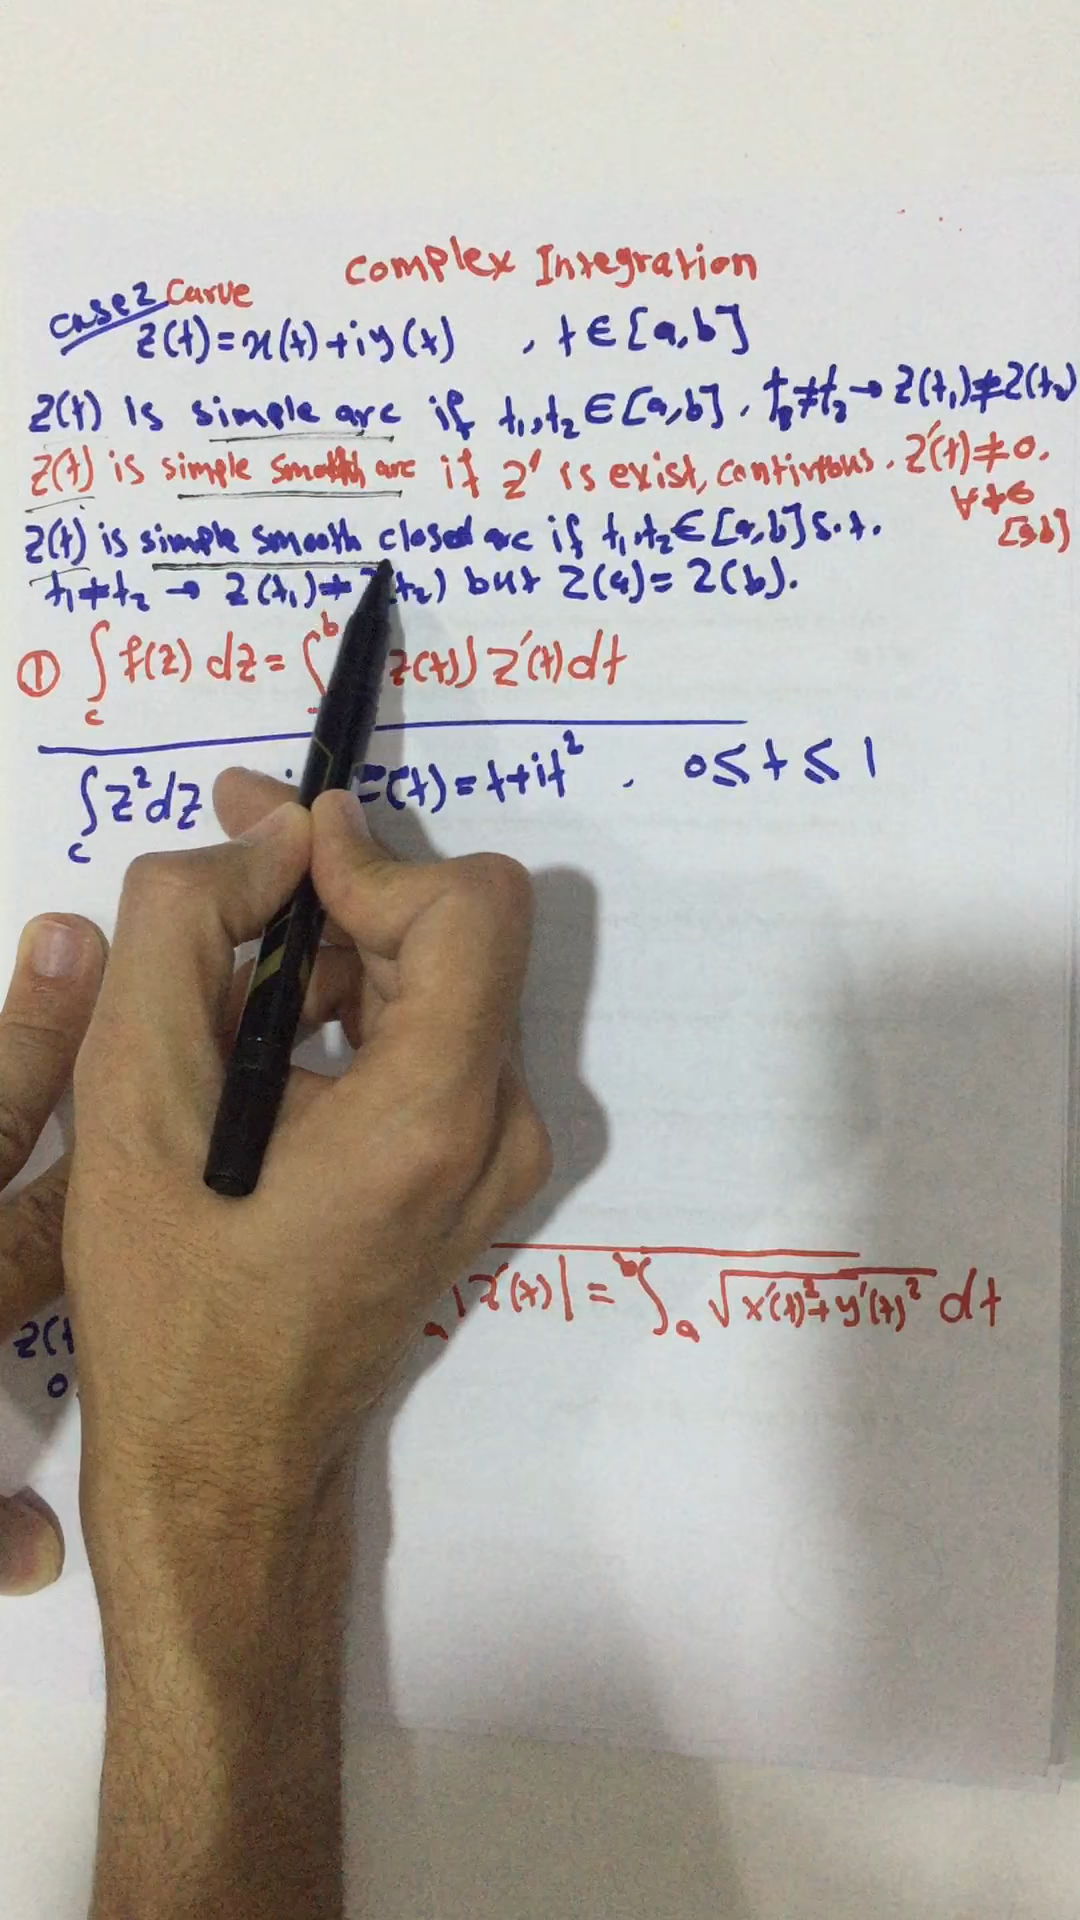 Complex Integration
case2 Curve
z(t)=x(t)+iy(t) , t∈[a,b]
z(t) is simple arc if t₁,t₂∈[a,b], t₁≠t₂→z(t₁)≠z(t₂)
z(t) is simple smooth arc if z' is exist, continuous, z'(t)≠0.
∀t∈[a,b]
z(t) is simple smooth closed arc if t₁,t₂∈[a,b] s.t.
t₁≠t₂ → z(t₁)≠ t₂) but z(a)=z(b).
① ∫c f(z) dz = ∫ᵇ z(t)) z'(t) dt
∫c z²dz z(t)=t+it² , 0≤t≤1
|z'(t)| = ᵇ∫ₐ √x'(t)²+y'(t)² dt
z(t
0